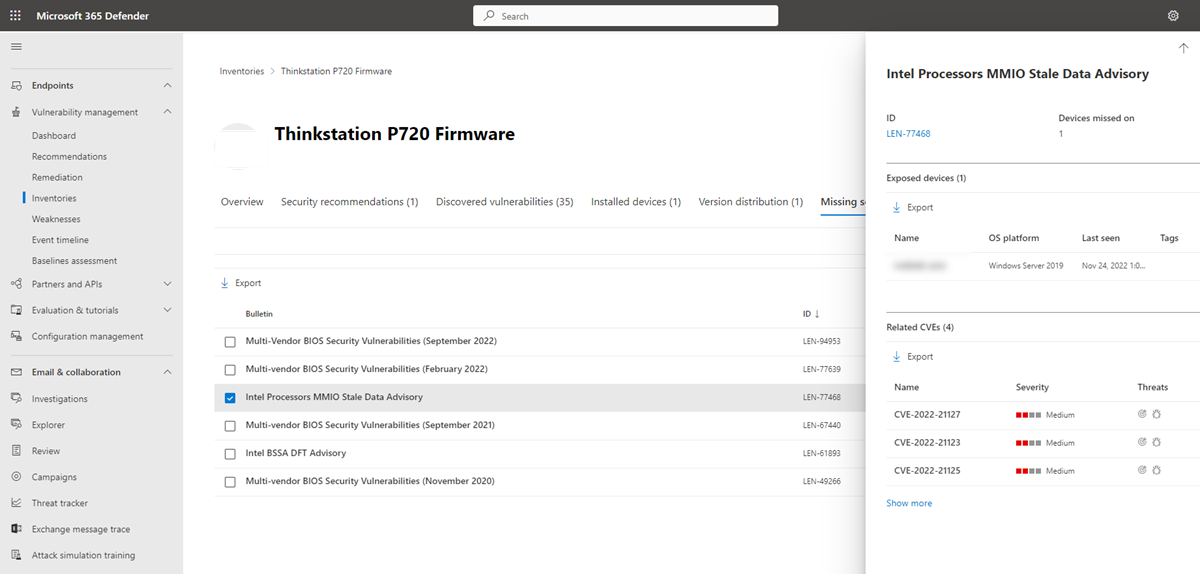 Microsoft 365 Defender
Search
Endpoints
Vulnerability management
Dashboard
Recommendations
Remediation
Inventories
Weaknesses
Event timeline
Baselines assessment
Partners and APIs
Evaluation & tutorials
Configuration management
Email & collaboration
Investigations
Explorer
Review
Campaigns
Threat tracker
Exchange message trace
Attack simulation training
Inventories > Thinkstation P720 Firmware
Thinkstation P720 Firmware
Overview Security recommendations (1) Discovered vulnerabilities (35) Installed devices (1) Version distribution (1) Missing s
Export
Bulletin ID ↓
Multi-Vendor BIOS Security Vulnerabilities (September 2022) LEN-94953
Multi-vendor BIOS Security Vulnerabilities (February 2022) LEN-77639
Intel Processors MMIO Stale Data Advisory LEN-77468
Multi-vendor BIOS Security Vulnerabilities (September 2021) LEN-67440
Intel BSSA DFT Advisory LEN-61893
Multi-vendor BIOS Security Vulnerabilities (November 2020) LEN-49266
Intel Processors MMIO Stale Data Advisory
ID Devices missed on
LEN-77468 1
Exposed devices (1)
Export
Name OS platform Last seen Tags
Windows Server 2019 Nov 24, 2022 1:0...
Related CVEs (4)
Export
Name Severity Threats
CVE-2022-21127 Medium
CVE-2022-21123 Medium
CVE-2022-21125 Medium
Show more